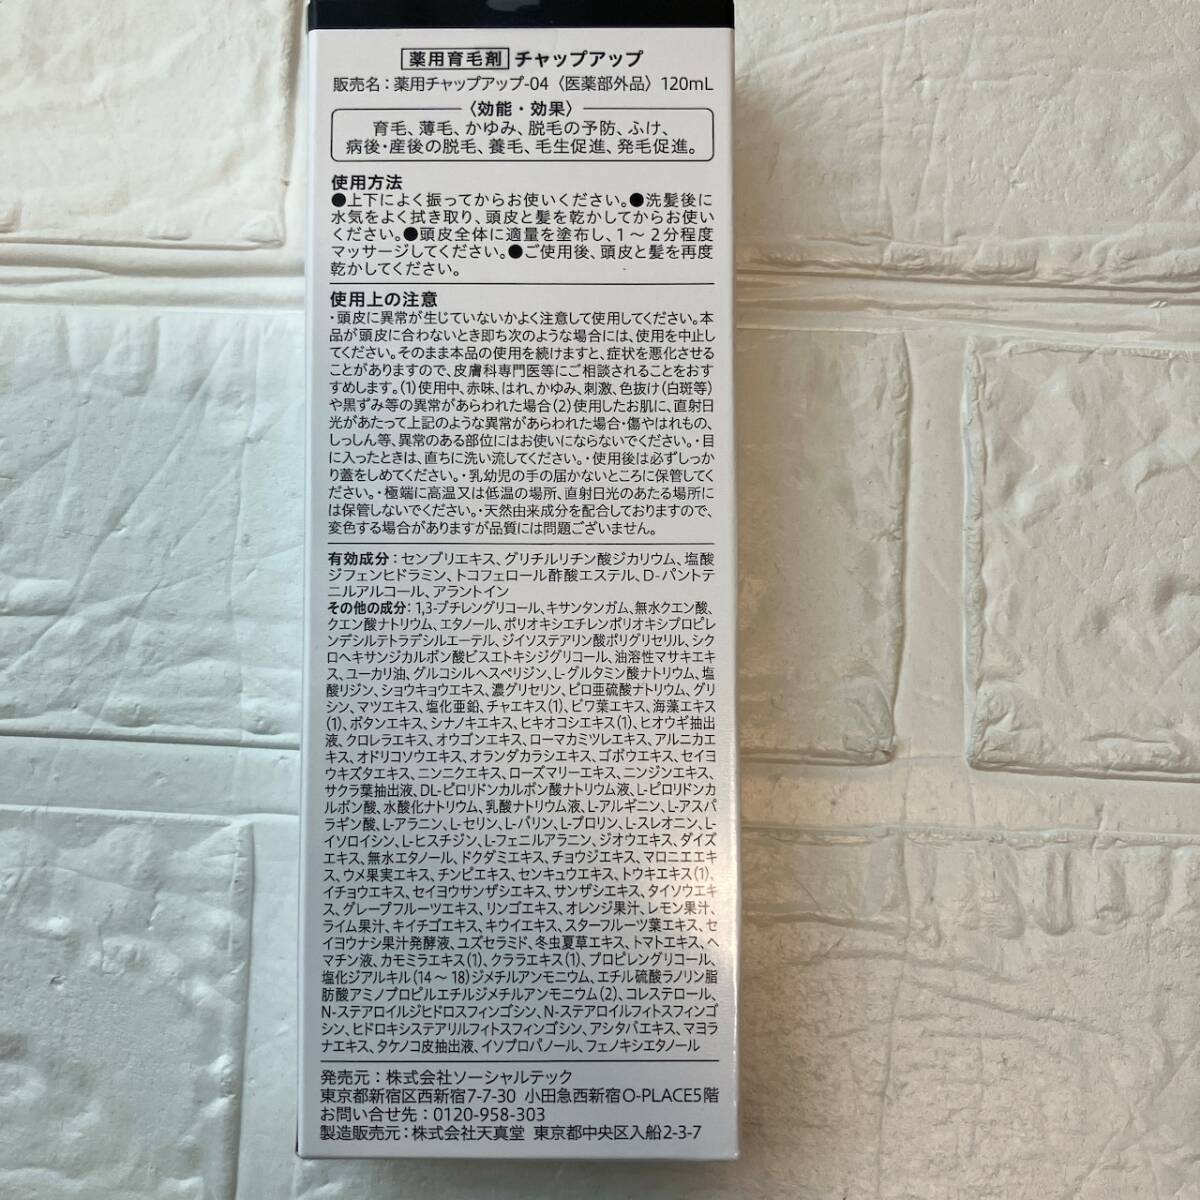 薬用育毛剤 チャップアップ
販売名：薬用チャップアップ-04〈医薬部外品〉120mL
〈効能・効果〉
育毛、薄毛、かゆみ、脱毛の予防、ふけ、
病後・産後の脱毛、養毛、毛生促進、発毛促進。
使用方法
●上下によく振ってからお使いください。●洗髪後に
水気をよく拭き取り、頭皮と髪を乾かしてからお使い
ください。●頭皮全体に適量を塗布し、1～2分程度
マッサージしてください。●ご使用後、頭皮と髪を再度
乾かしてください。
使用上の注意
・頭皮に異常が生じていないかよく注意して使用してください。本
品が頭皮に合わないとき即ち次のような場合には、使用を中止し
てください。そのまま本品の使用を続けますと、症状を悪化させる
ことがありますので、皮膚科専門医等にご相談されることをおす
すめします。(1)使用中、赤味、はれ、かゆみ、刺激、色抜け(白斑等)
や黒ずみ等の異常があらわれた場合(2)使用したお肌に、直射日
光があたって上記のような異常があらわれた場合・傷やはれもの、
しっしん等、異常のある部位にはお使いにならないでください。・目
に入ったときは、直ちに洗い流してください。・使用後は必ずしっか
り蓋をしめてください。・乳幼児の手の届かないところに保管してく
ださい。・極端に高温又は低温の場所、直射日光のあたる場所に
は保管しないでください。・天然由来成分を配合しておりますので、
変色する場合がありますが品質には問題ございません。
有効成分：センブリエキス、グリチルリチン酸ジカリウム、塩酸
ジフェンヒドラミン、トコフェロール酢酸エステル、D-パントテ
ニルアルコール、アラントイン
その他の成分：1,3-ブチレングリコール、キサンタンガム、無水クエン酸、
クエン酸ナトリウム、エタノール、ポリオキシエチレンポリオキシプロピレ
ンデシルテトラデシルエーテル、ジイソステアリン酸ポリグリセリル、シク
ロヘキサンジカルボン酸ビスエトキシジグリコール、油溶性マサキエキ
ス、ユーカリ油、グルコシルヘスペリジン、L-グルタミン酸ナトリウム、塩
酸リジン、ショウキョウエキス、濃グリセリン、ピロ亜硫酸ナトリウム、グリ
シン、マツエキス、塩化亜鉛、チャエキス(1)、ビワ葉エキス、海藻エキス
(1)、ボタンエキス、シナノキエキス、ヒキオコシエキス(1)、ヒオウギ抽出
液、クロレラエキス、オウゴンエキス、ローマカミツレエキス、アルニカエ
キス、オドリコソウエキス、オランダカラシエキス、ゴボウエキス、セイヨ
ウキズタエキス、ニンニクエキス、ローズマリーエキス、ニンジンエキス、
サクラ葉抽出液、DL-ピロリドンカルボン酸ナトリウム液、L-ピロリドンカ
ルボン酸、水酸化ナトリウム、乳酸ナトリウム液、L-アルギニン、L-アスパ
ラギン酸、L-アラニン、L-セリン、L-バリン、L-プロリン、L-スレオニン、L-
イソロイシン、L-ヒスチジン、L-フェニルアラニン、ジオウエキス、ダイズ
エキス、無水エタノール、ドクダミエキス、チョウジエキス、マロニエエキ
ス、ウメ果実エキス、チンピエキス、センキュウエキス、トウキエキス(1)、
イチョウエキス、セイヨウサンザシエキス、サンザシエキス、タイソウエキ
ス、グレープフルーツエキス、リンゴエキス、オレンジ果汁、レモン果汁、
ライム果汁、キイチゴエキス、キウイエキス、スターフルーツ葉エキス、セ
イヨウナシ果汁発酵液、ユズセラミド、冬虫夏草エキス、トマトエキス、ヘ
マチン液、カモミラエキス(1)、クララエキス(1)、プロピレングリコール、
塩化ジアルキル(14～18)ジメチルアンモニウム、エチル硫酸ラノリン脂
肪酸アミノプロピルエチルジメチルアンモニウム(2)、コレステロール、
N-ステアロイルジヒドロスフィンゴシン、N-ステアロイルフィトスフィンゴ
シン、ヒドロキシステアリルフィトスフィンゴシン、アシタバエキス、マヨラ
ナエキス、タケノコ皮抽出液、イソプロパノール、フェノキシエタノール
発売元：株式会社ソーシャルテック
東京都新宿区西新宿7-7-30 小田急西新宿O-PLACE5階
お問い合せ先：0120-958-303
製造販売元：株式会社天真堂 東京都中央区入船2-3-7